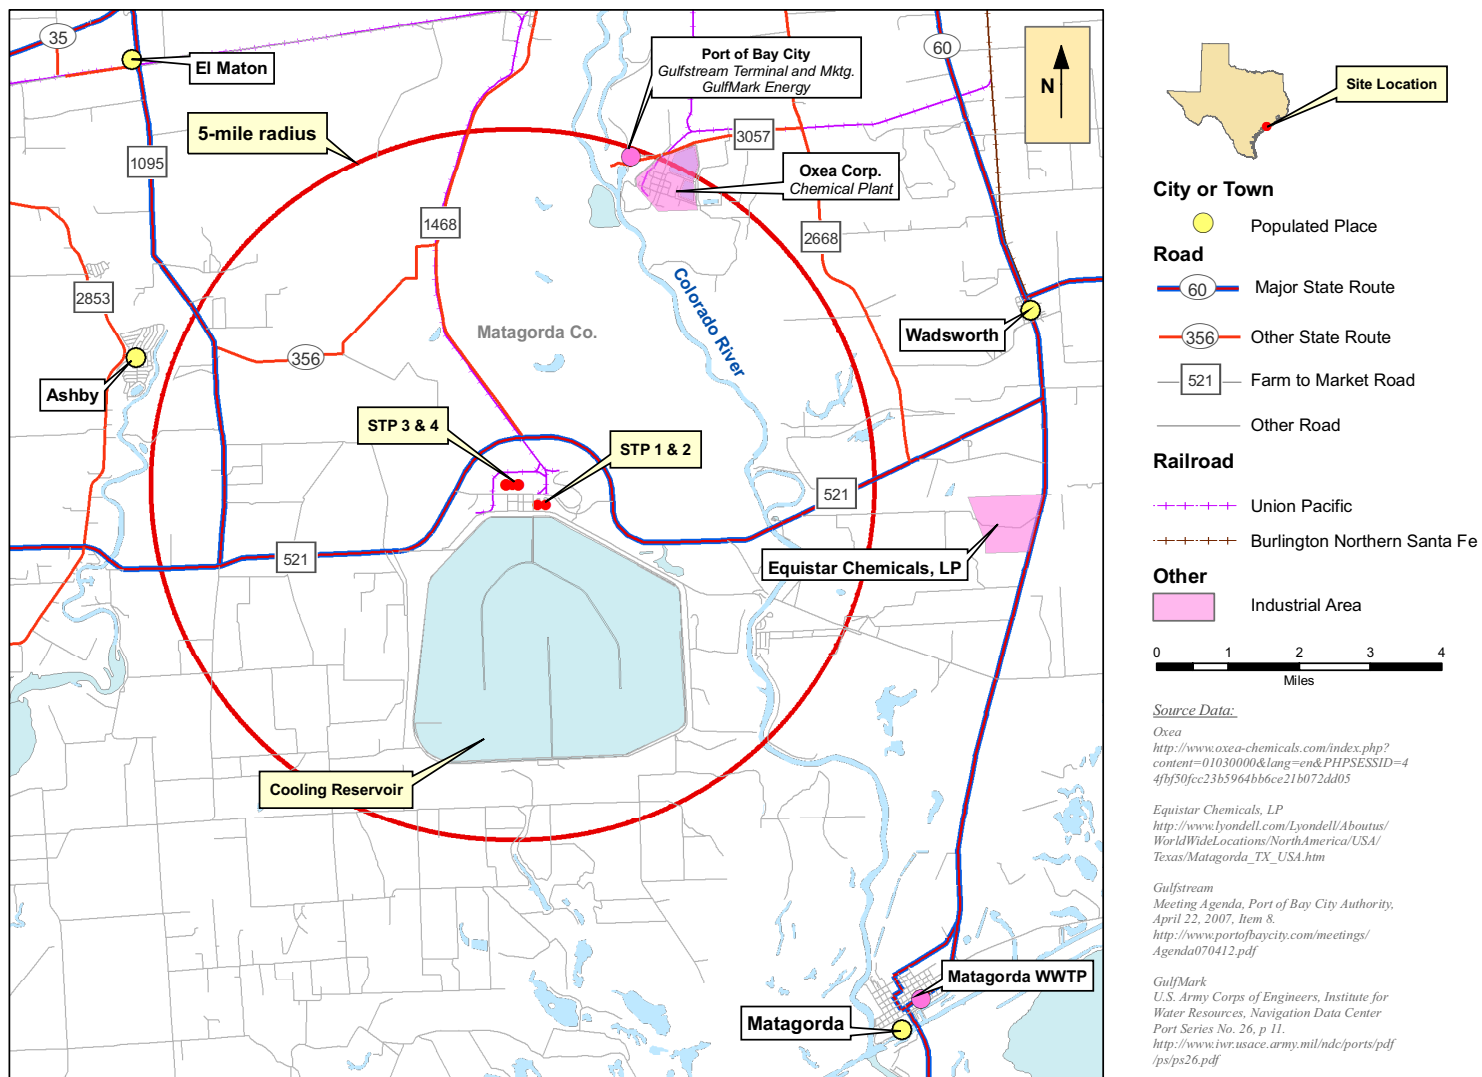 35
El Maton
5-mile radius
1095
Port of Bay City
Gulfstream Terminal and Mktg.
GulfMark Energy
60
N
3057
Oxea Corp.
Chemical Plant
1468
2668
2853
Colorado River
Matagorda Co.
Wadsworth
356
Ashby
STP 3 & 4
STP 1 & 2
521
521
Equistar Chemicals, LP
Cooling Reservoir
Matagorda WWTP
Matagorda
Site Location
City or Town
Populated Place
Road
60
Major State Route
356
Other State Route
521
Farm to Market Road
Other Road
Railroad
Union Pacific
Burlington Northern Santa Fe
Other
Industrial Area
0 1 2 3 4
Miles
Source Data:
Oxea
http://www.oxea-chemicals.com/index.php?
content=01030000&lang=en&PHPSESSID=4
4fbf50fcc23b5964bb6ce21b072dd05
Equistar Chemicals, LP
http://www.lyondell.com/Lyondell/Aboutus/
WorldWideLocations/NorthAmerica/USA/
Texas/Matagorda_TX_USA.htm
Gulfstream
Meeting Agenda, Port of Bay City Authority,
April 22, 2007, Item 8.
http://www.portofbaycity.com/meetings/
Agenda070412.pdf
GulfMark
U.S. Army Corps of Engineers, Institute for
Water Resources, Navigation Data Center
Port Series No. 26, p 11.
http://www.iwr.usace.army.mil/ndc/ports/pdf
/ps/ps26.pdf